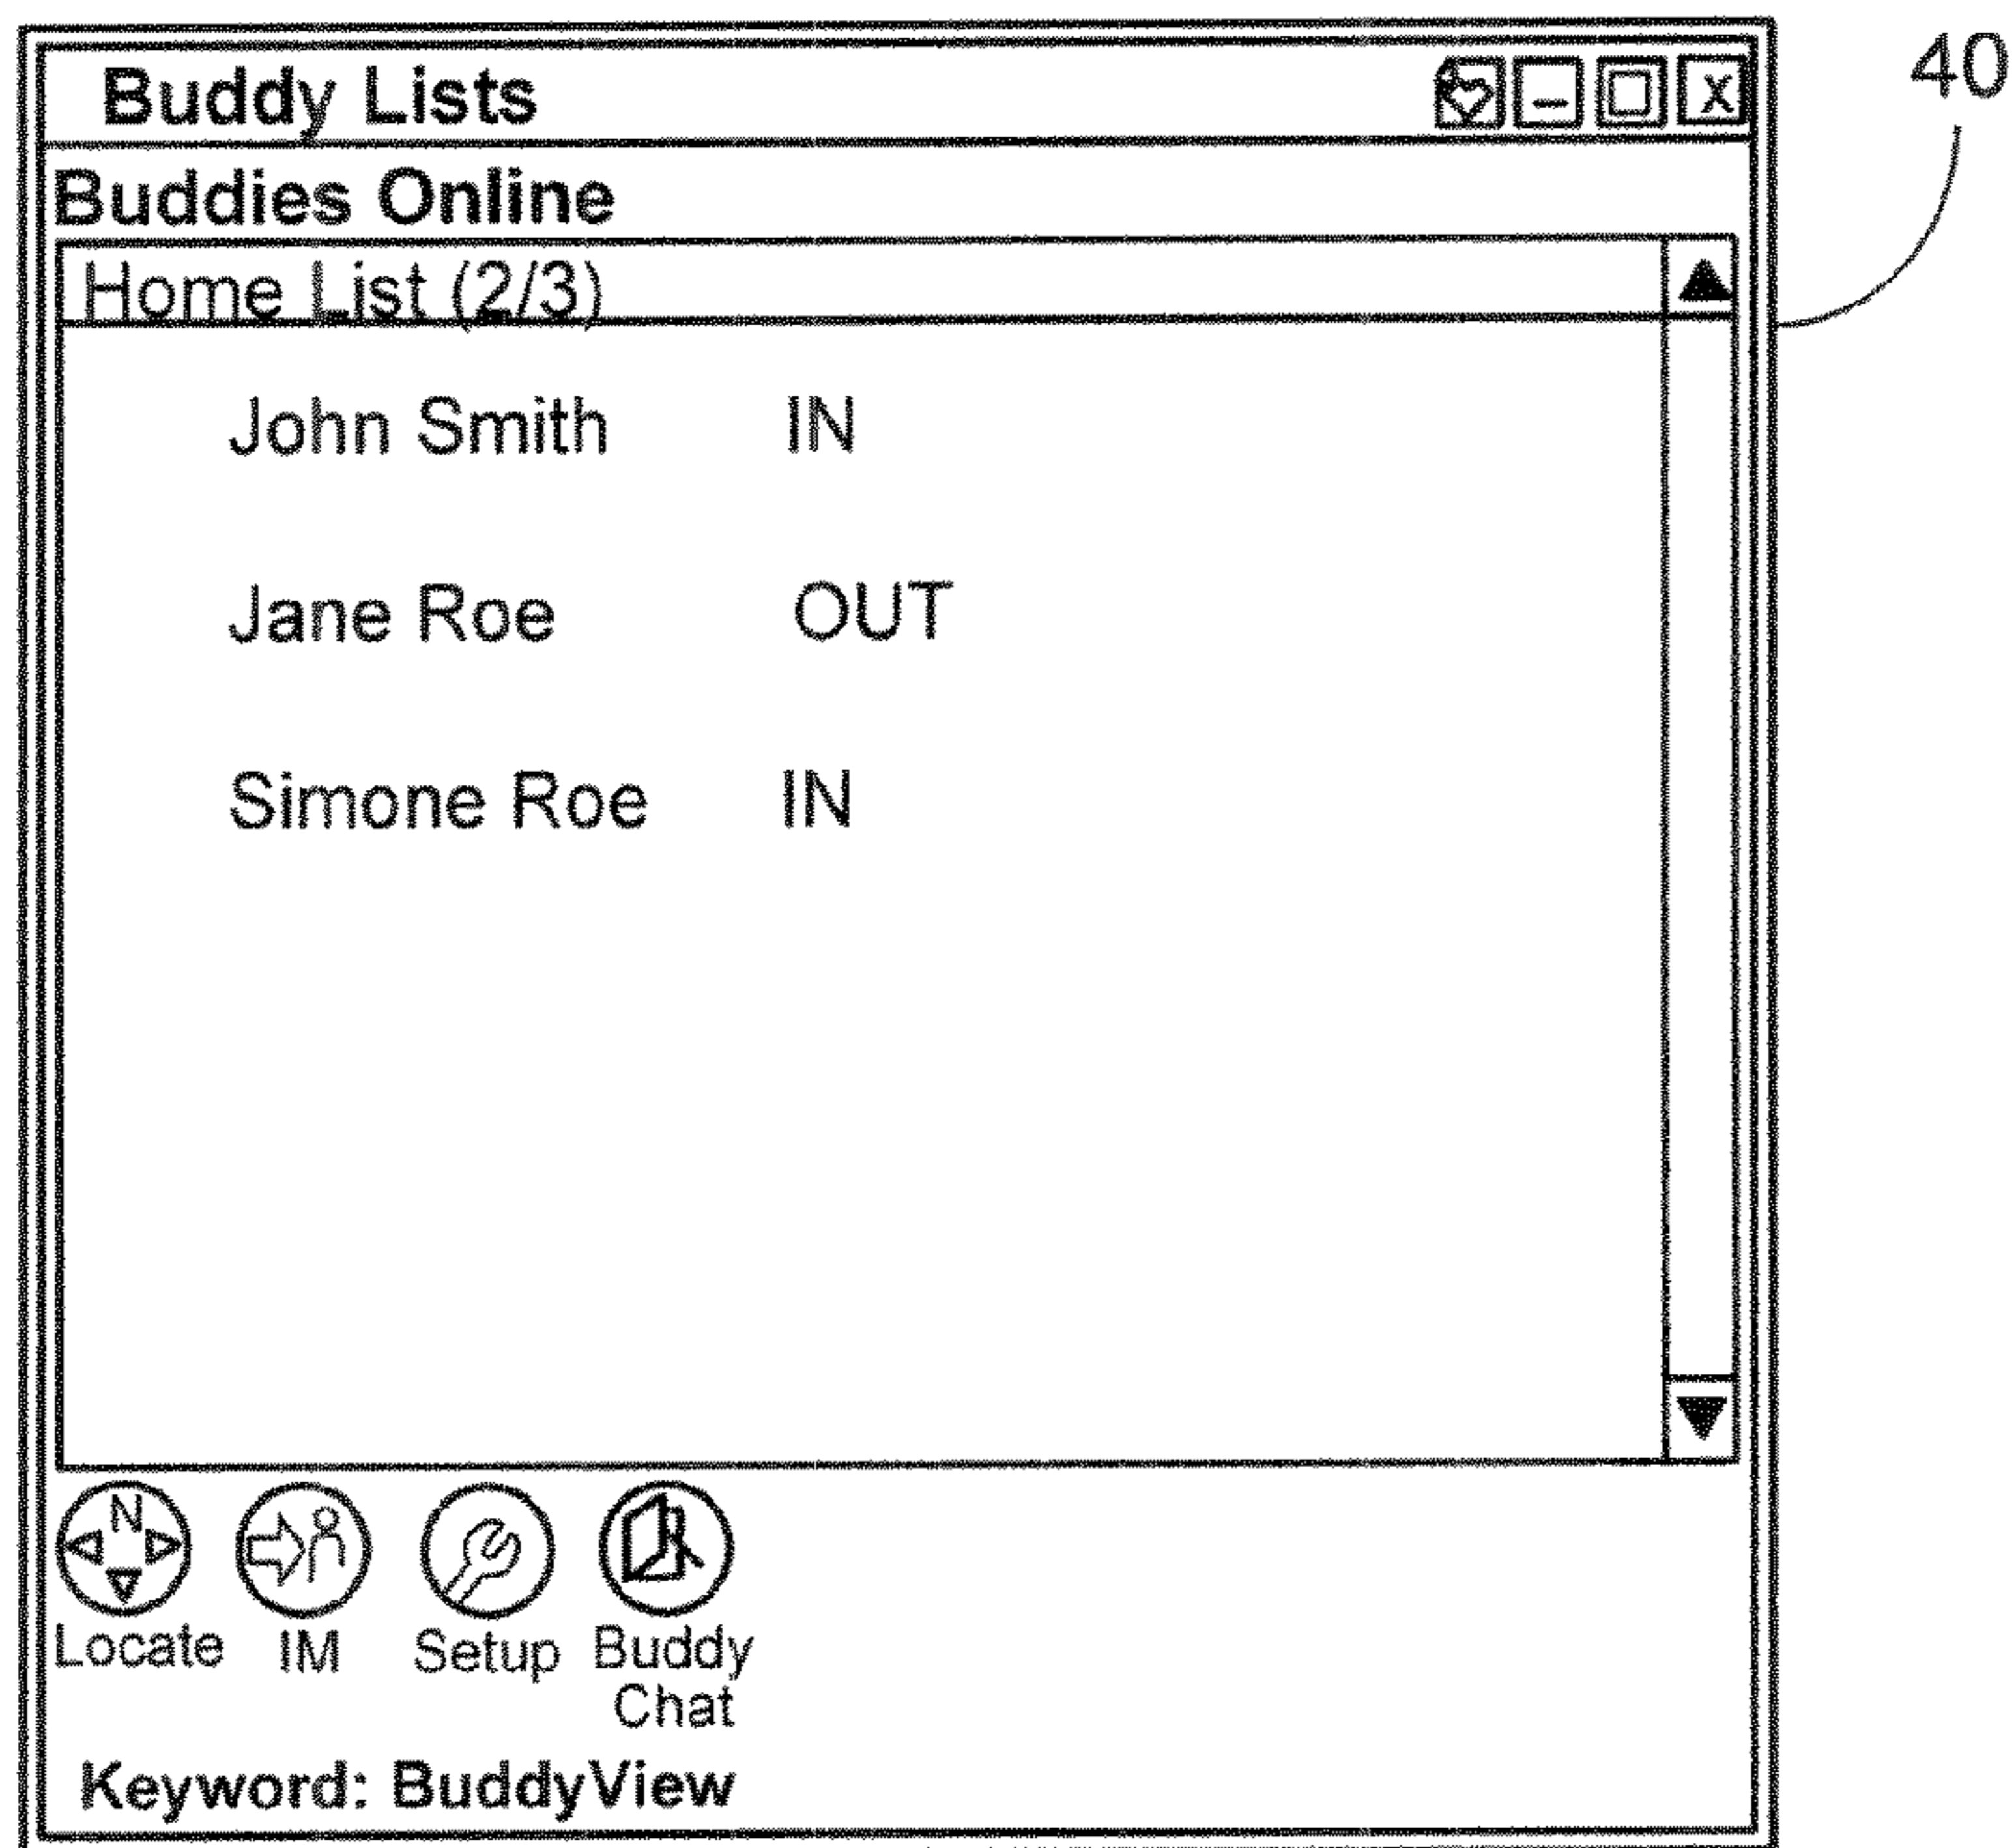 Buddy Lists X 40
Buddies Online
Home List (2/3)
John Smith IN
Jane Roe OUT
Simone Roe IN
N
Locate IM Setup Buddy
Chat
Keyword: BuddyView